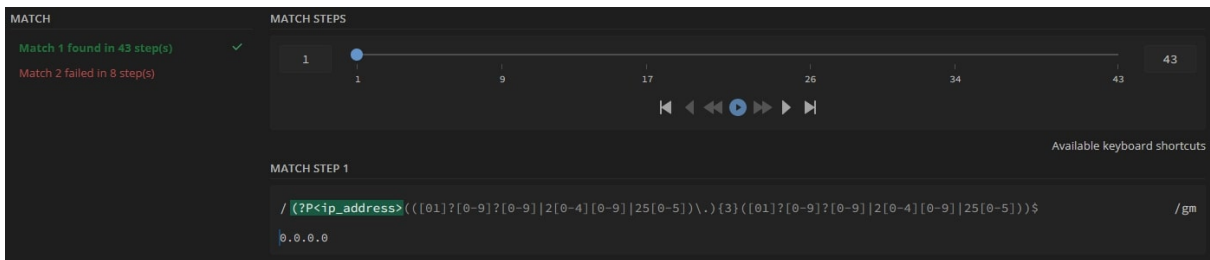 MATCH
Match 1 found in 43 step(s)
Match 2 failed in 8 step(s)
MATCH STEPS
1
43
1 9 17 26 34 43
Available keyboard shortcuts
MATCH STEP 1
/ (?P<ip_address>(([01]?[0-9]?[0-9]|2[0-4][0-9]|25[0-5])\.){3}([01]?[0-9]?[0-9]|2[0-4][0-9]|25[0-5]))$ /gm
0.0.0.0